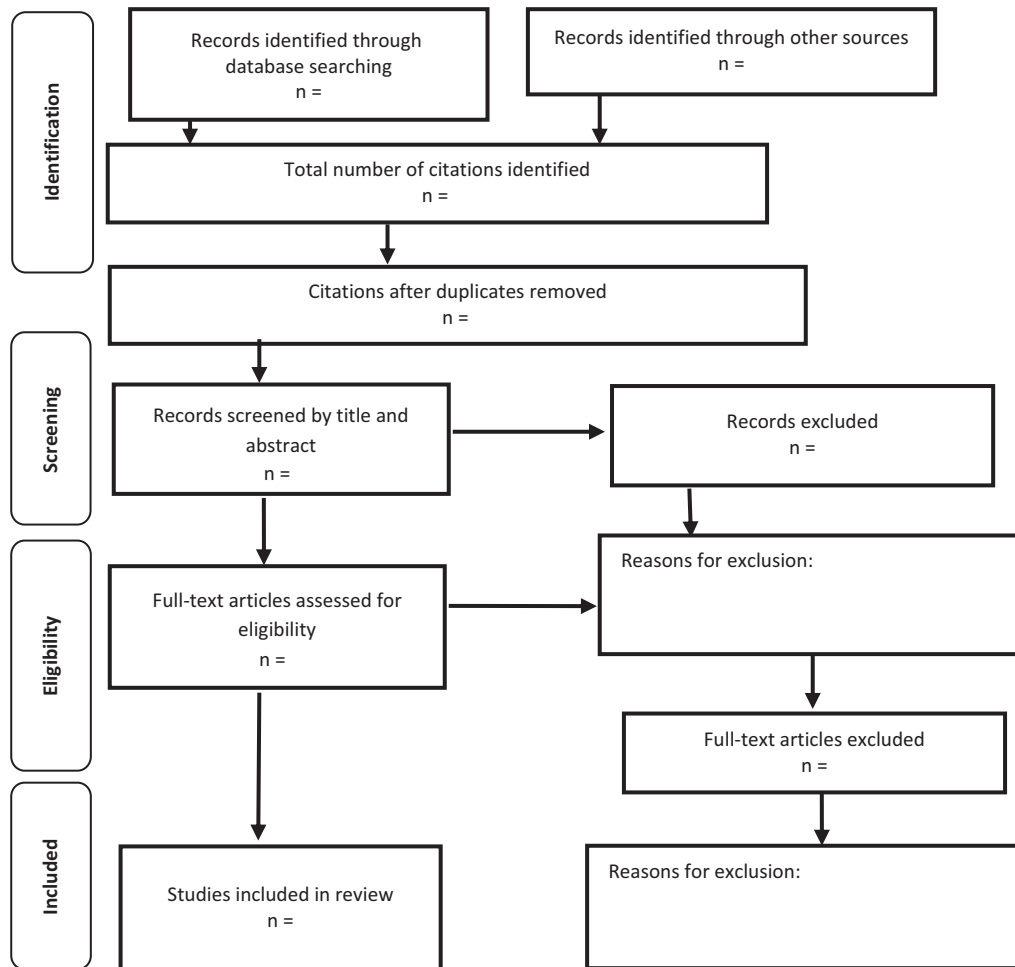 Identification
Records identified through
database searching
n =
Records identified through other sources
n =
Total number of citations identified
n =
Citations after duplicates removed
n =
Screening
Records screened by title and
abstract
n =
Records excluded
n =
Eligibility
Full-text articles assessed for
eligibility
n =
Reasons for exclusion:
Full-text articles excluded
n =
Included
Studies included in review
n =
Reasons for exclusion: